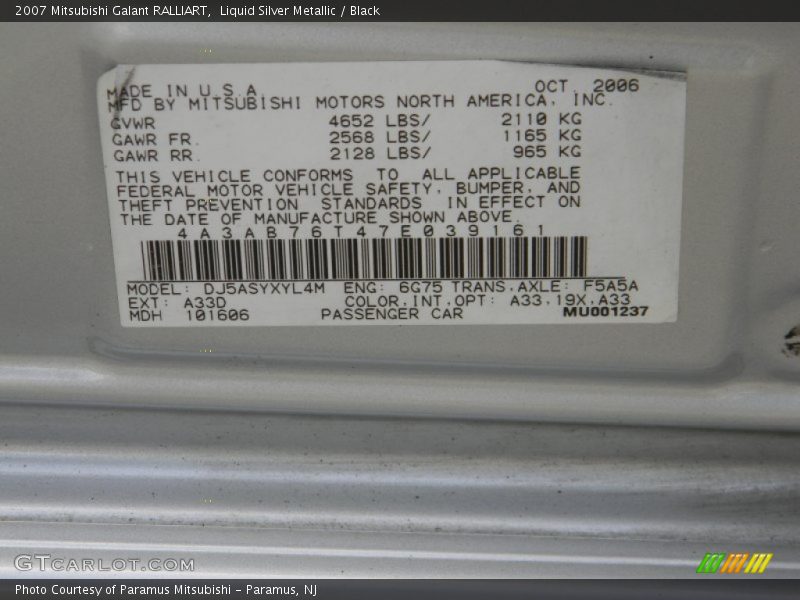 2007 Mitsubishi Galant RALLIART, Liquid Silver Metallic / Black
MADE IN U.S.A. OCT. 2006
MFD BY MITSUBISHI MOTORS NORTH AMERICA, INC.
GVWR 4652 LBS/ 2110 KG
GAWR FR. 2568 LBS/ 1165 KG
GAWR RR. 2128 LBS/ 965 KG
THIS VEHICLE CONFORMS TO ALL APPLICABLE
FEDERAL MOTOR VEHICLE SAFETY, BUMPER, AND
THEFT PREVENTION STANDARDS IN EFFECT ON
THE DATE OF MANUFACTURE SHOWN ABOVE.
4A3AB76T47E039161
MODEL: DJ5ASYXYL4M ENG: 6G75 TRANS.AXLE: F5A5A
EXT: A33D COLOR.INT.OPT: A33.19X.A33
MDH 101606 PASSENGER CAR MU001237
GTCARLOT.COM
Photo Courtesy of Paramus Mitsubishi - Paramus, NJ